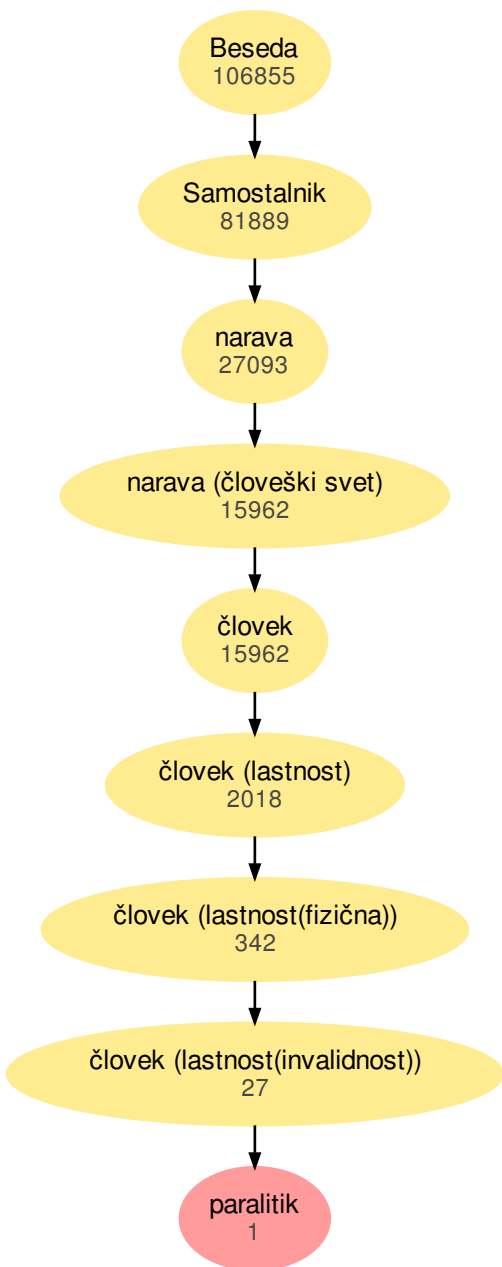 Beseda
106855
Samostalnik
81889
narava
27093
narava (človeški svet)
15962
človek
15962
človek (lastnost)
2018
človek (lastnost(fizična))
342
človek (lastnost(invalidnost))
27
paralitik
1